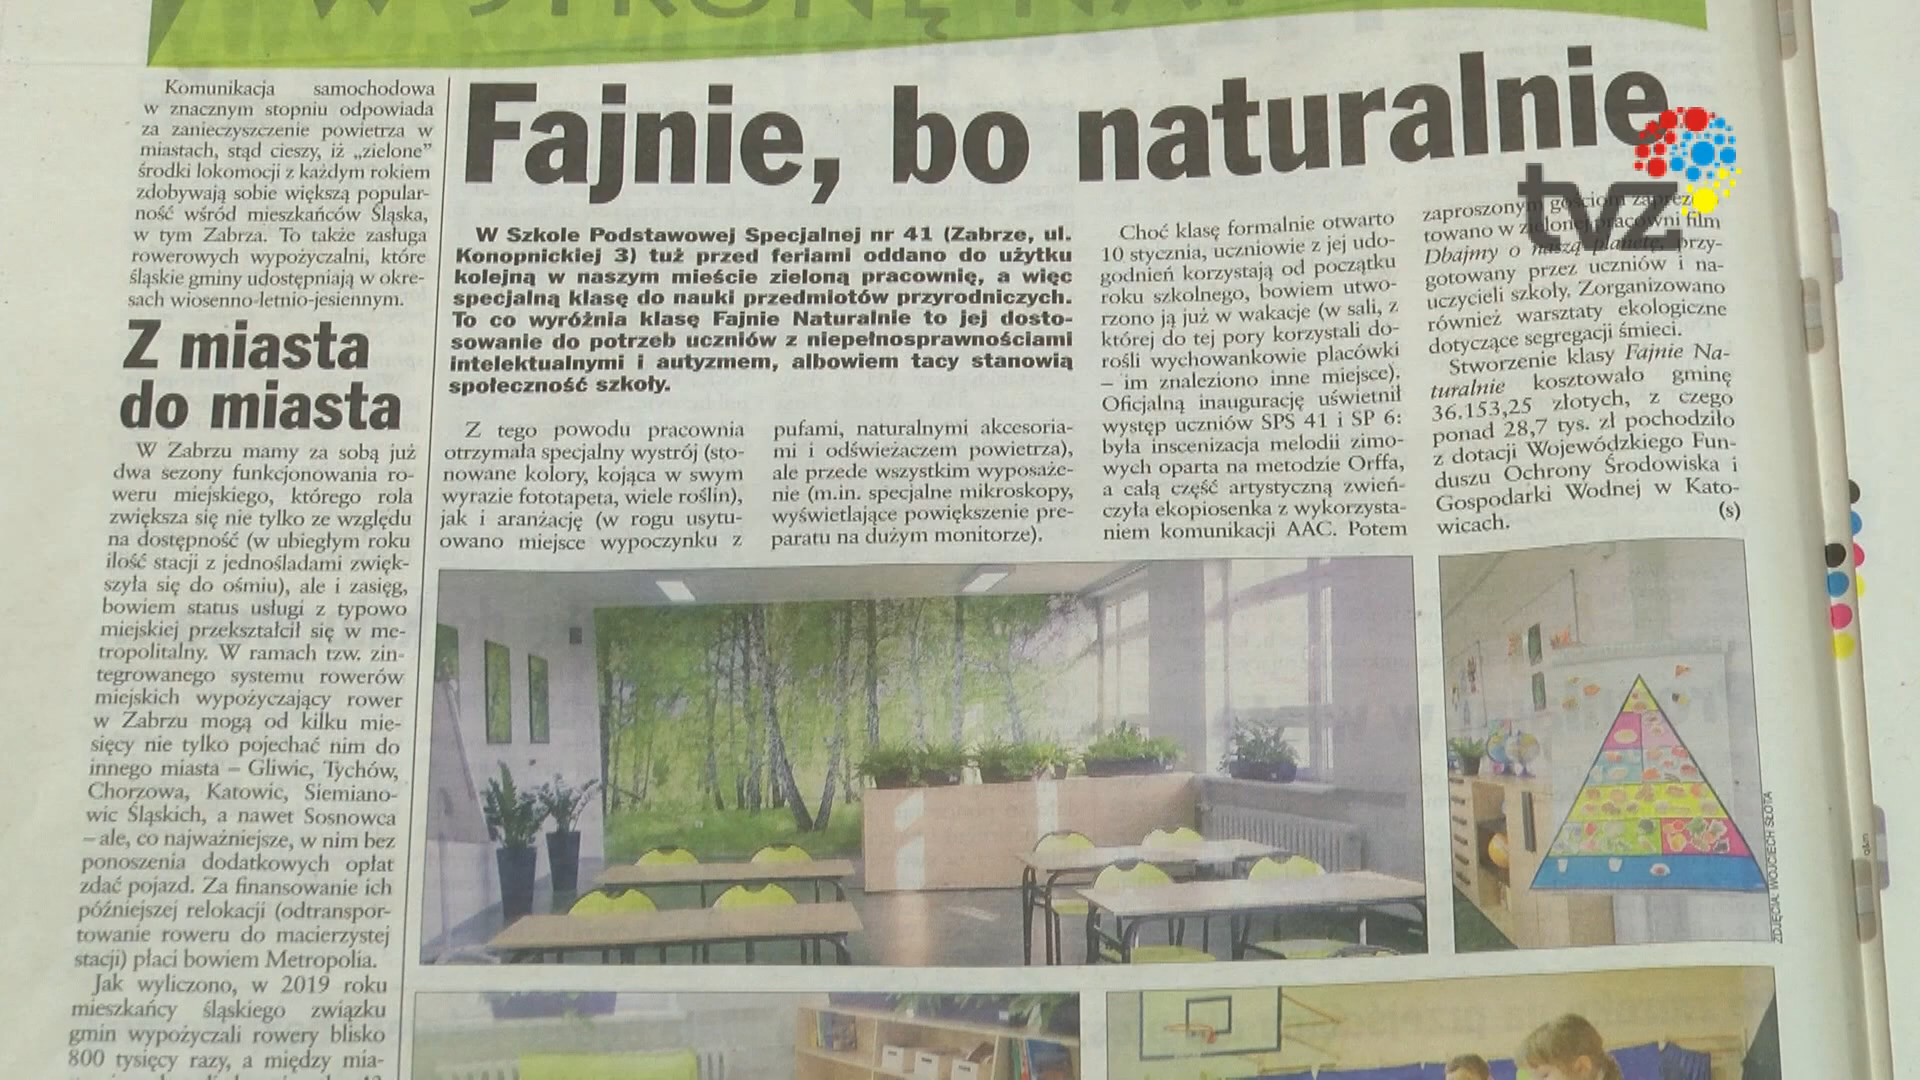 W STRONĘ
Komunikacja samochodowa
w znacznym stopniu odpowiada
za zanieczyszczenie powietrza w
miastach, stąd cieszy, iż „zielone”
środki lokomocji z każdym rokiem
zdobywają sobie większą popular-
ność wśród mieszkańców Śląska,
w tym Zabrza. To także zasługa
rowerowych wypożyczalni, które
śląskie gminy udostępniają w okre-
sach wiosenno-letnio-jesiennym.
Z miasta
do miasta
W Zabrzu mamy za sobą już
dwa sezony funkcjonowania ro-
weru miejskiego, którego rola
zwiększa się nie tylko ze względu
na dostępność (w ubiegłym roku
ilość stacji z jednośladami zwięk-
szyła się do ośmiu), ale i zasięg,
bowiem status usługi z typowo
miejskiej przekształcił się w me-
tropolitalny. W ramach tzw. zin-
tegrowanego systemu rowerów
miejskich wypożyczający rower
w Zabrzu mogą od kilku mie-
sięcy nie tylko pojechać nim do
innego miasta – Gliwic, Tychów,
Chorzowa, Katowic, Siemiano-
wic Śląskich, a nawet Sosnowca
– ale, co najważniejsze, w nim bez
ponoszenia dodatkowych opłat
zdać pojazd. Za finansowanie ich
późniejszej relokacji (odtranspor-
towanie roweru do macierzystej
stacji) płaci bowiem Metropolia.
Jak wyliczono, w 2019 roku
mieszkańcy śląskiego związku
gmin wypożyczali rowery blisko
800 tysięcy razy, a między mia-
Fajnie, bo naturalnie
W Szkole Podstawowej Specjalnej nr 41 (Zabrze, ul.
Konopnickiej 3) tuż przed feriami oddano do użytku
kolejną w naszym mieście zieloną pracownię, a więc
specjalną klasę do nauki przedmiotów przyrodniczych.
To co wyróżnia klasę Fajnie Naturalnie to jej dosto-
sowanie do potrzeb uczniów z niepełnosprawnościami
intelektualnymi i autyzmem, albowiem tacy stanowią
społeczność szkoły.
Z tego powodu pracownia
otrzymała specjalny wystrój (sto-
nowane kolory, kojąca w swym
wyrazie fototapeta, wiele roślin),
jak i aranżację (w rogu usytu-
owano miejsce wypoczynku z
pufami, naturalnymi akcesoria-
mi i odświeżaczem powietrza),
ale przede wszystkim wyposaże-
nie (m.in. specjalne mikroskopy,
wyświetlające powiększenie pre-
paratu na dużym monitorze).
Choć klasę formalnie otwarto
10 stycznia, uczniowie z jej udo-
godnień korzystają od początku
roku szkolnego, bowiem utwo-
rzono ją już w wakacje (w sali, z
której do tej pory korzystali do-
rośli wychowankowie placówki
– im znaleziono inne miejsce).
Oficjalną inaugurację uświetnił
występ uczniów SPS 41 i SP 6:
była inscenizacja melodii zimo-
wych oparta na metodzie Orffa,
a całą część artystyczną zwień-
czyła ekopiosenka z wykorzysta-
niem komunikacji AAC. Potem
zaproszonym gościom zaprezen-
towano w zielonej pracowni film
Dbajmy o naszą planetę, przy-
gotowany przez uczniów i na-
uczycieli szkoły. Zorganizowano
również warsztaty ekologiczne
dotyczące segregacji śmieci.
Stworzenie klasy Fajnie Na-
turalnie kosztowało gminę
36.153,25 złotych, z czego
ponad 28,7 tys. zł pochodziło
z dotacji Wojewódzkiego Fun-
duszu Ochrony Środowiska i
Gospodarki Wodnej w Kato-
wicach. (s)
ZDJĘCIA: WOJCIECH SŁOTA
tvz